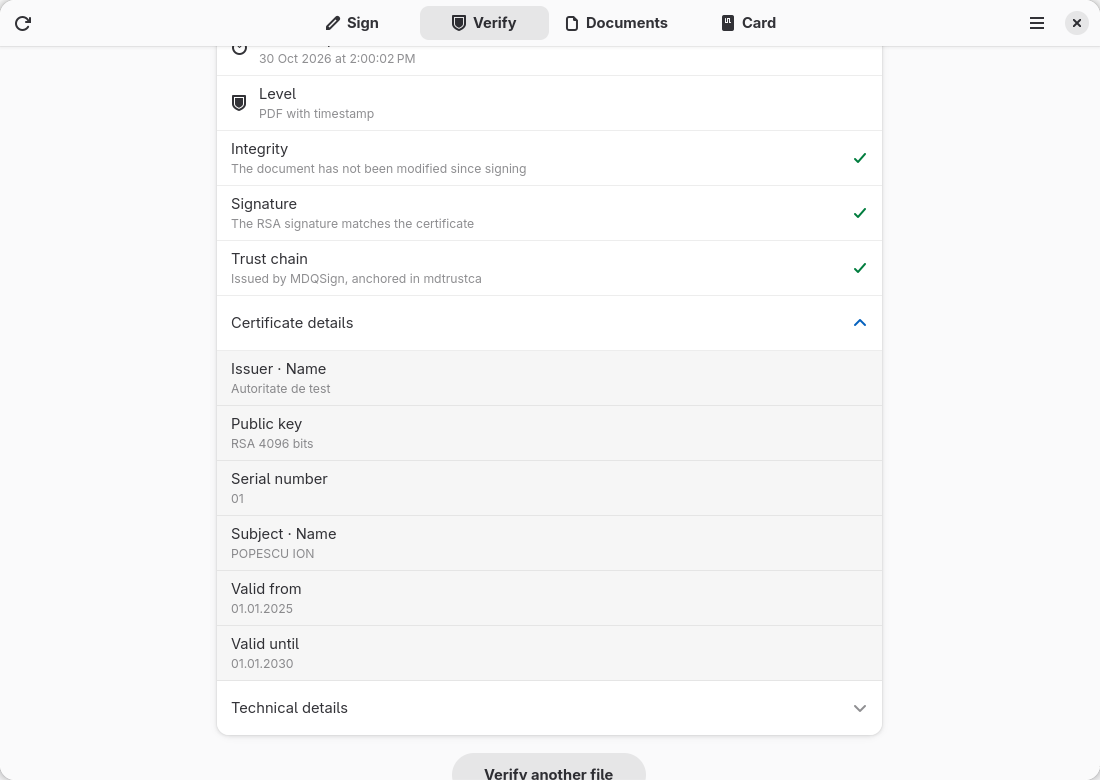 Sign
Verify
Documents
Card
30 Oct 2026 at 2:00:02 PM
Level
PDF with timestamp
Integrity
The document has not been modified since signing
Signature
The RSA signature matches the certificate
Trust chain
Issued by MDQSign, anchored in mdtrustca
Certificate details
Issuer · Name
Autoritate de test
Public key
RSA 4096 bits
Serial number
01
Subject · Name
POPESCU ION
Valid from
01.01.2025
Valid until
01.01.2030
Technical details
Verify another file